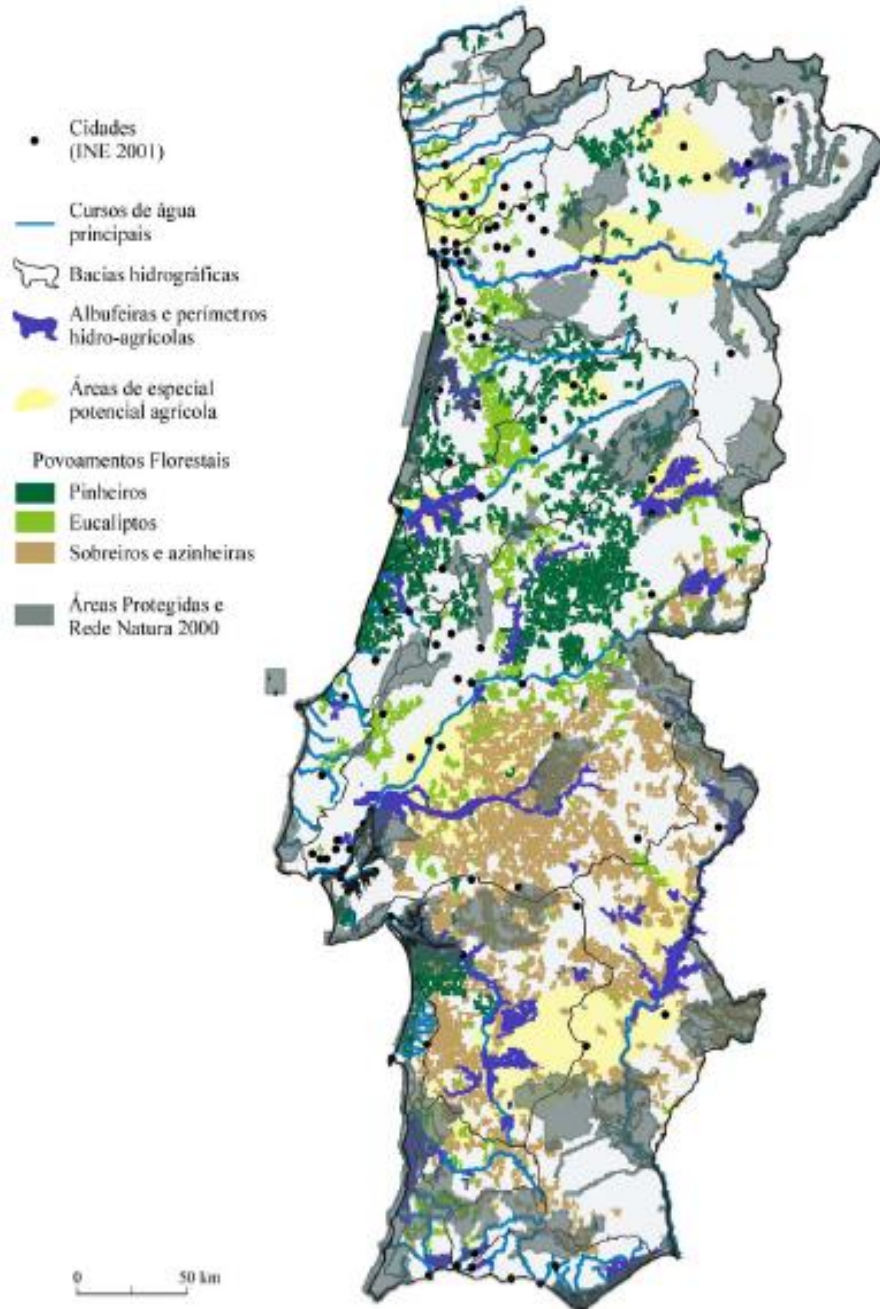 Cidades
(INE 2001)
Cursos de água
principais
Bacias hidrográficas
Albufeiras e perímetros
hidro-agrícolas
Áreas de especial
potencial agrícola
Povoamentos Florestais
Pinheiros
Eucaliptos
Sobreiros e azinheiras
Áreas Protegidas e
Rede Natura 2000
0 50 km